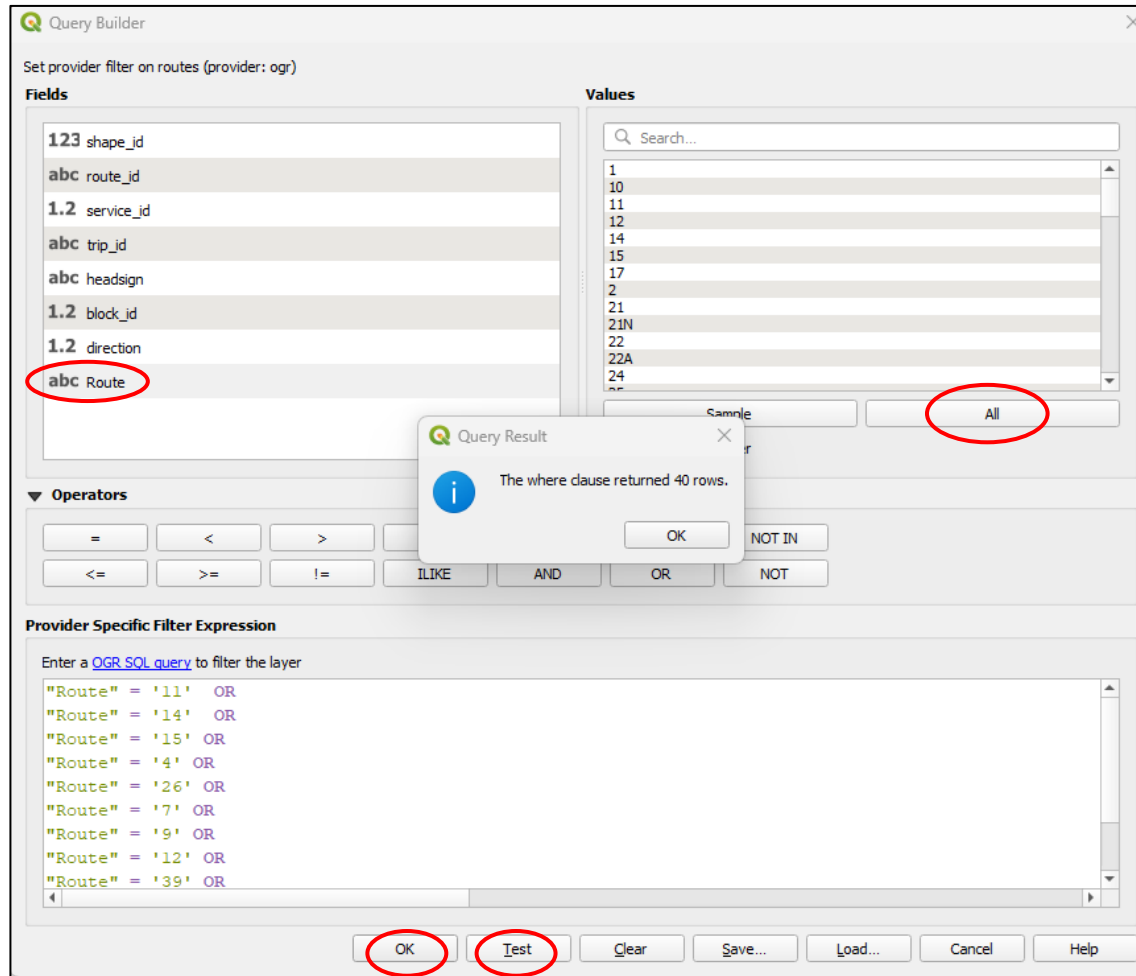 Query Builder
Set provider filter on routes (provider: ogr)
Fields
Values
123 shape_id
abc route_id
1.2 service_id
abc trip_id
abc headsign
1.2 block_id
1.2 direction
abc Route
Search...
1
10
11
12
14
15
17
2
21
21N
22
22A
24
Sample
All
Query Result
The where clause returned 40 rows.
OK
Operators
= < > NOT IN
<= >= != ILIKE AND OR NOT
Provider Specific Filter Expression
Enter a OGR SQL query to filter the layer
"Route" = '11' OR
"Route" = '14' OR
"Route" = '15' OR
"Route" = '4' OR
"Route" = '26' OR
"Route" = '7' OR
"Route" = '9' OR
"Route" = '12' OR
"Route" = '39' OR
OK Test Clear Save... Load... Cancel Help